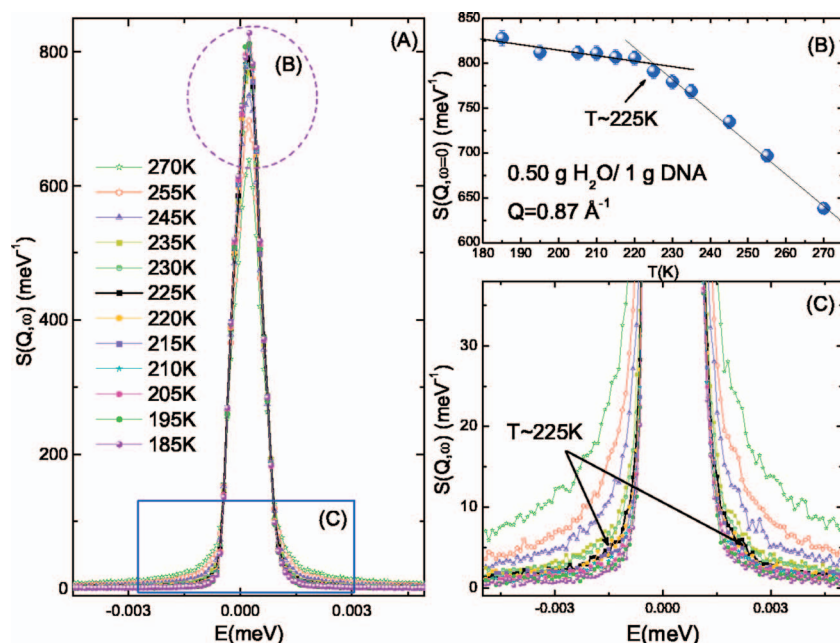 (A)
(B)
S(Q,ω) (meV⁻¹)
800
600
400
200
0
270K
255K
245K
235K
230K
225K
220K
215K
210K
205K
195K
185K
(C)
-0.003
0.000
0.003
E(meV)
(B)
S(Q,ω=0) (meV⁻¹)
850
800
750
700
650
600
T~225K
0.50 g H₂O/ 1 g DNA
Q=0.87 Å⁻¹
180 190 200 210 220 230 240 250 260 270
T(K)
(C)
S(Q,ω) (meV⁻¹)
30
20
10
0
T~225K
-0.003
0.000
0.003
E(meV)